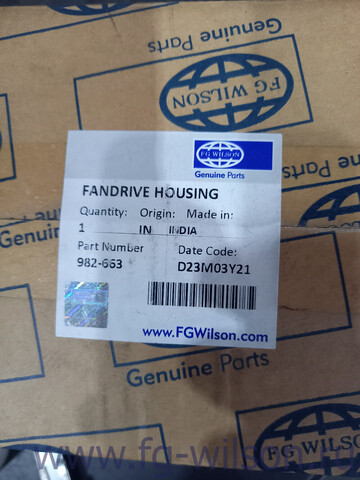 Genuine Parts
FG WILSON
FG WILSON
Genuine Parts
FANDRIVE HOUSING
Quantity: Origin: Made in:
1 IN INDIA
Part Number Date Code:
982-663 D23M03Y21
www.FGWilson.com
Genuine Parts
FG WILSON